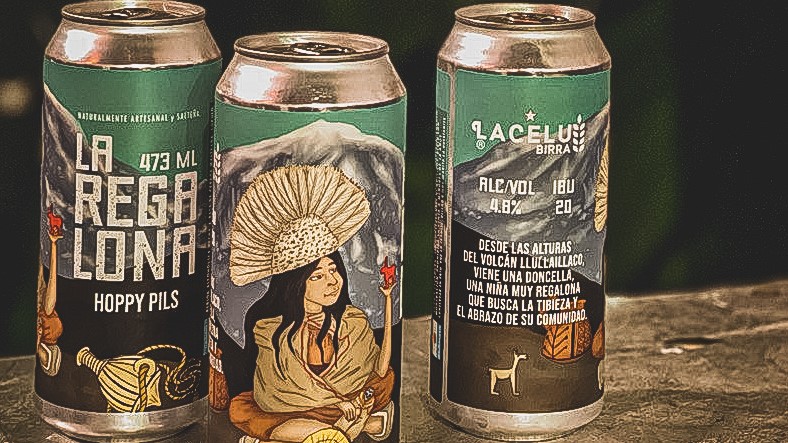 NATURALMENTE ARTESANAL y SALTEÑA
LA
473 ML
REGA
LONA
HOPPY PILS
LACELUI
BIRRA
®
ALC/VOL IBU
4.8% 20
DESDE LAS ALTURAS
DEL VOLCÁN LLULLAILLACO,
VIENE UNA DONCELLA,
UNA NIÑA MUY REGALONA
QUE BUSCA LA TIBIEZA Y
EL ABRAZO DE SU COMUNIDAD.